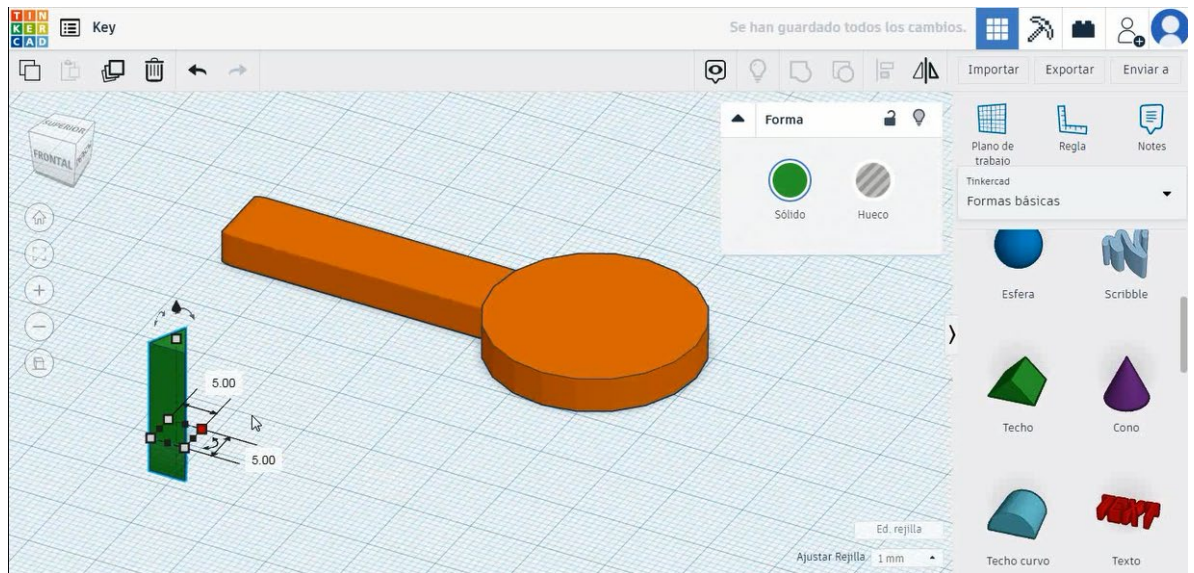 TIN
KER
CAD
Key
Se han guardado todos los cambios.
Importar
Exportar
Enviar a
SUPERIOR
FRONTAL
Forma
Sólido
Hueco
Plano de
trabajo
Regla
Notes
Tinkercad
Formas básicas
Esfera
Scribble
Techo
Cono
Techo curvo
Texto
TEXT
5.00
5.00
Ed. rejilla
Ajustar Rejilla
1 mm